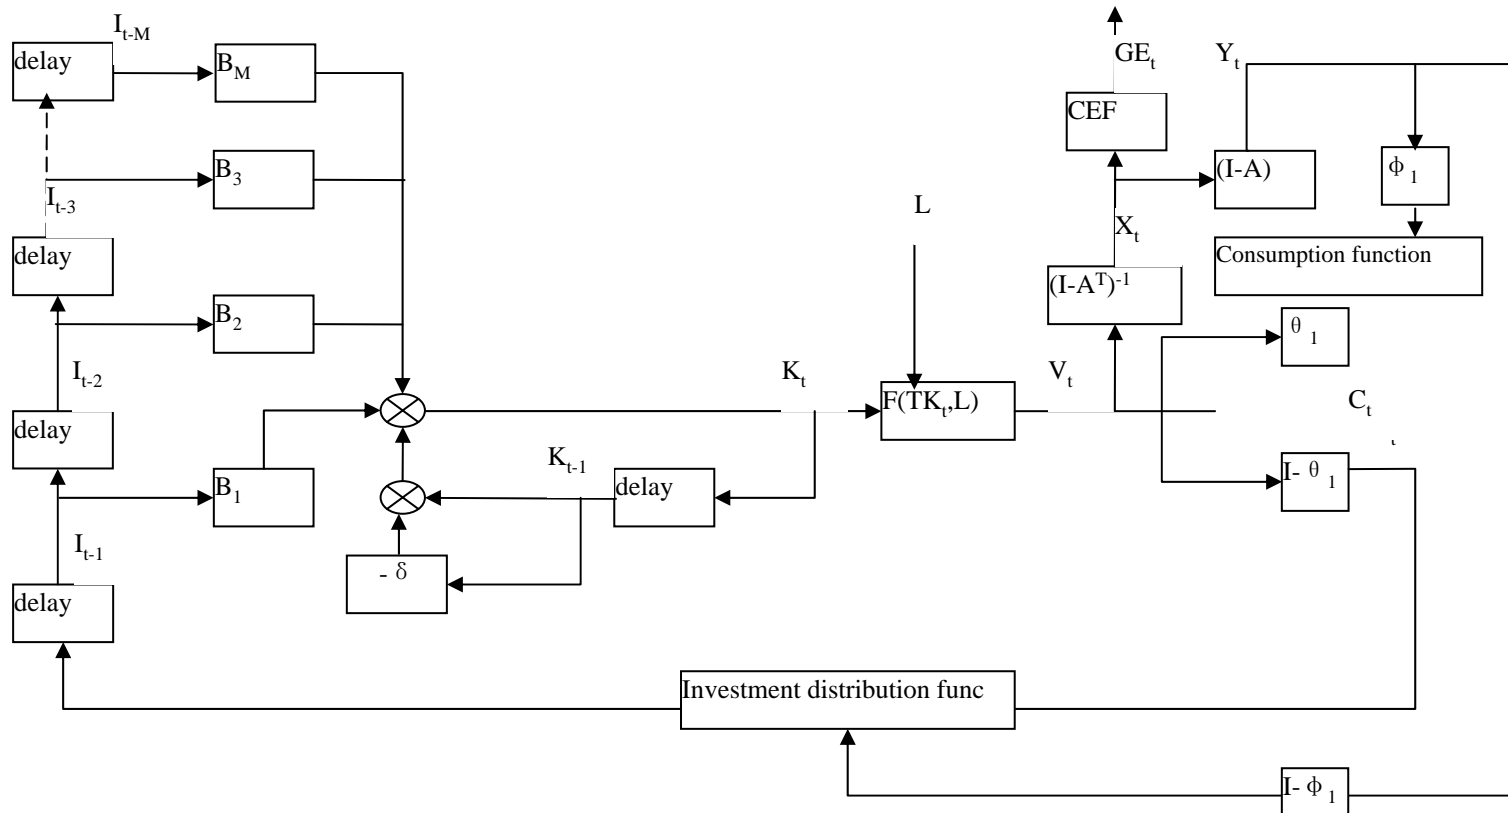 I_{t-M}
delay
B_M
GE_t
Y_t
CEF
B_3
(I-A)
ϕ_1
I_{t-3}
L
X_t
delay
Consumption function
(I-A^T)^{-1}
B_2
θ_1
I_{t-2}
K_t
V_t
F(TK_t,L)
C_t
t
delay
K_{t-1}
I- θ_1
B_1
delay
I_{t-1}
- δ
delay
Investment distribution func
I- ϕ_1